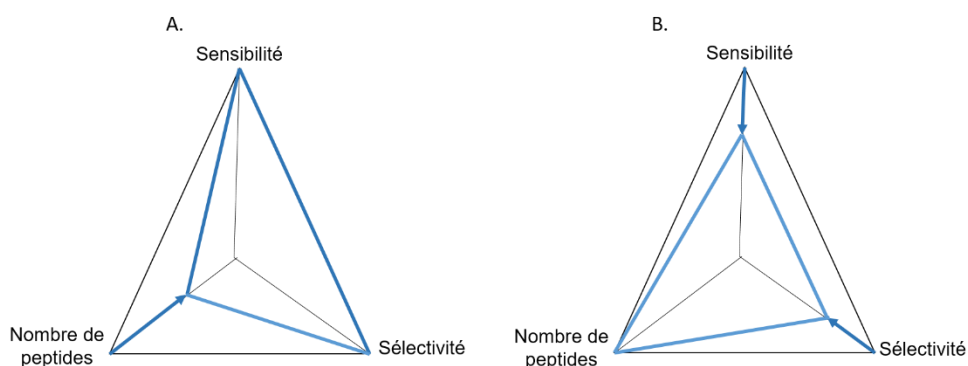 A.
Sensibilité
Nombre de
peptides
Sélectivité
B.
Sensibilité
Nombre de
peptides
Sélectivité